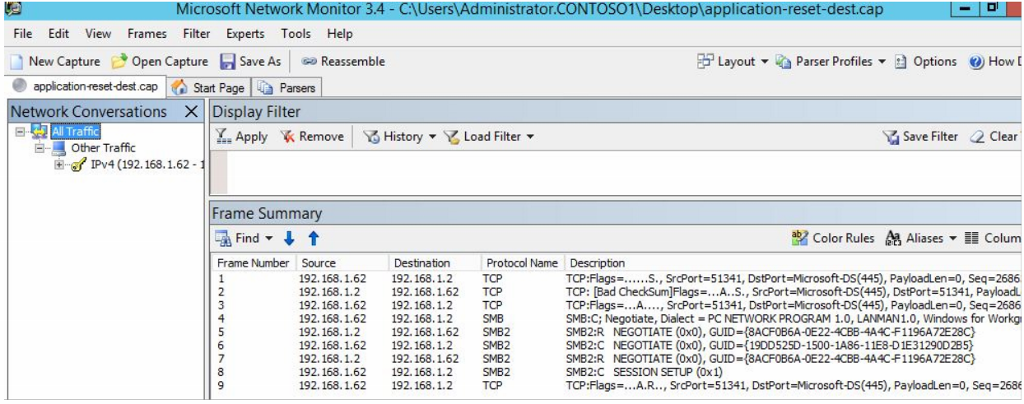 Microsoft Network Monitor 3.4 - C:\Users\Administrator.CONTOSO1\Desktop\application-reset-dest.cap
File Edit View Frames Filter Experts Tools Help
New Capture Open Capture Save As Reassemble Layout Parser Profiles Options How D
application-reset-dest.cap Start Page Parsers
Network Conversations Display Filter
All Traffic Apply Remove History Load Filter Save Filter Clear
Other Traffic
IPv4 (192.168.1.62 - 1
Frame Summary
Find Color Rules Aliases Colum
Frame Number Source Destination Protocol Name Description
1 192.168.1.62 192.168.1.2 TCP TCP:Flags=......S., SrcPort=51341, DstPort=Microsoft-DS(445), PayloadLen=0, Seq=2686
2 192.168.1.2 192.168.1.62 TCP TCP: [Bad CheckSum]Flags=...A..S., SrcPort=Microsoft-DS(445), DstPort=51341, PayloadL
3 192.168.1.62 192.168.1.2 TCP TCP:Flags=...A...., SrcPort=51341, DstPort=Microsoft-DS(445), PayloadLen=0, Seq=2686
4 192.168.1.62 192.168.1.2 SMB SMB:C; Negotiate, Dialect = PC NETWORK PROGRAM 1.0, LANMAN1.0, Windows for Workg
5 192.168.1.2 192.168.1.62 SMB2 SMB2:R NEGOTIATE (0x0), GUID={8ACF0B6A-0E22-4CBB-4A4C-F1196A72E28C}
6 192.168.1.62 192.168.1.2 SMB2 SMB2:C NEGOTIATE (0x0), GUID={19DD525D-1500-1A86-11E8-D1E31290D2B5}
7 192.168.1.2 192.168.1.62 SMB2 SMB2:R NEGOTIATE (0x0), GUID={8ACF0B6A-0E22-4CBB-4A4C-F1196A72E28C}
8 192.168.1.62 192.168.1.2 SMB2 SMB2:C SESSION SETUP (0x1)
9 192.168.1.62 192.168.1.2 TCP TCP:Flags=...A.R.., SrcPort=51341, DstPort=Microsoft-DS(445), PayloadLen=0, Seq=2686